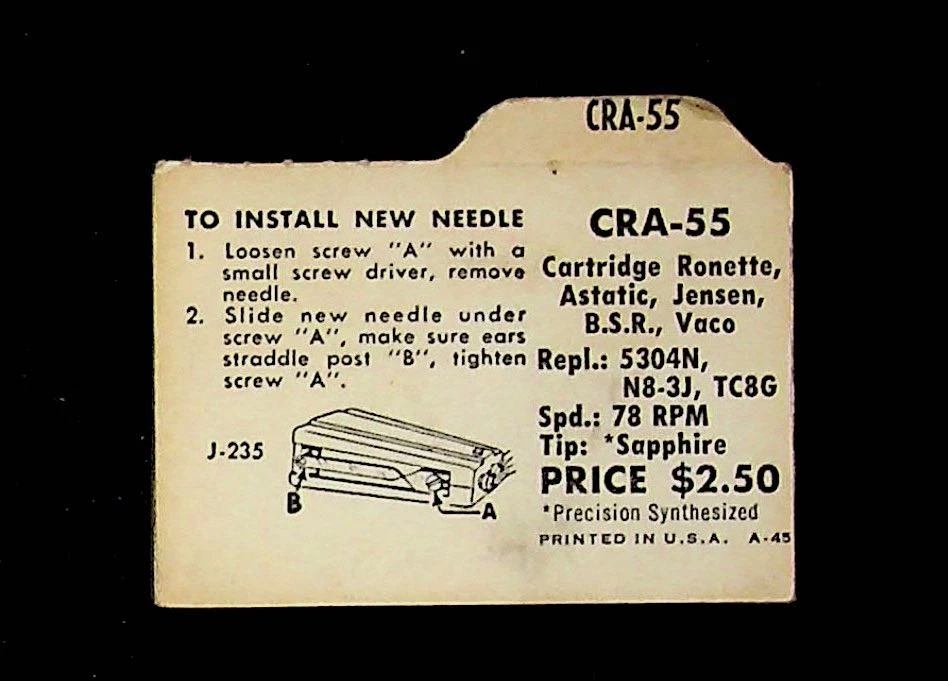 CRA-55
TO INSTALL NEW NEEDLE
1. Loosen screw "A" with a
small screw driver, remove
needle.
2. Slide new needle under
screw "A", make sure ears
straddle post "B", tighten
screw "A".
J-235
B
A
CRA-55
Cartridge Ronette,
Astatic, Jensen,
B.S.R., Vaco
Repl.: 5304N,
N8-3J, TC8G
Spd.: 78 RPM
Tip: *Sapphire
PRICE $2.50
*Precision Synthesized
PRINTED IN U.S.A. A-45